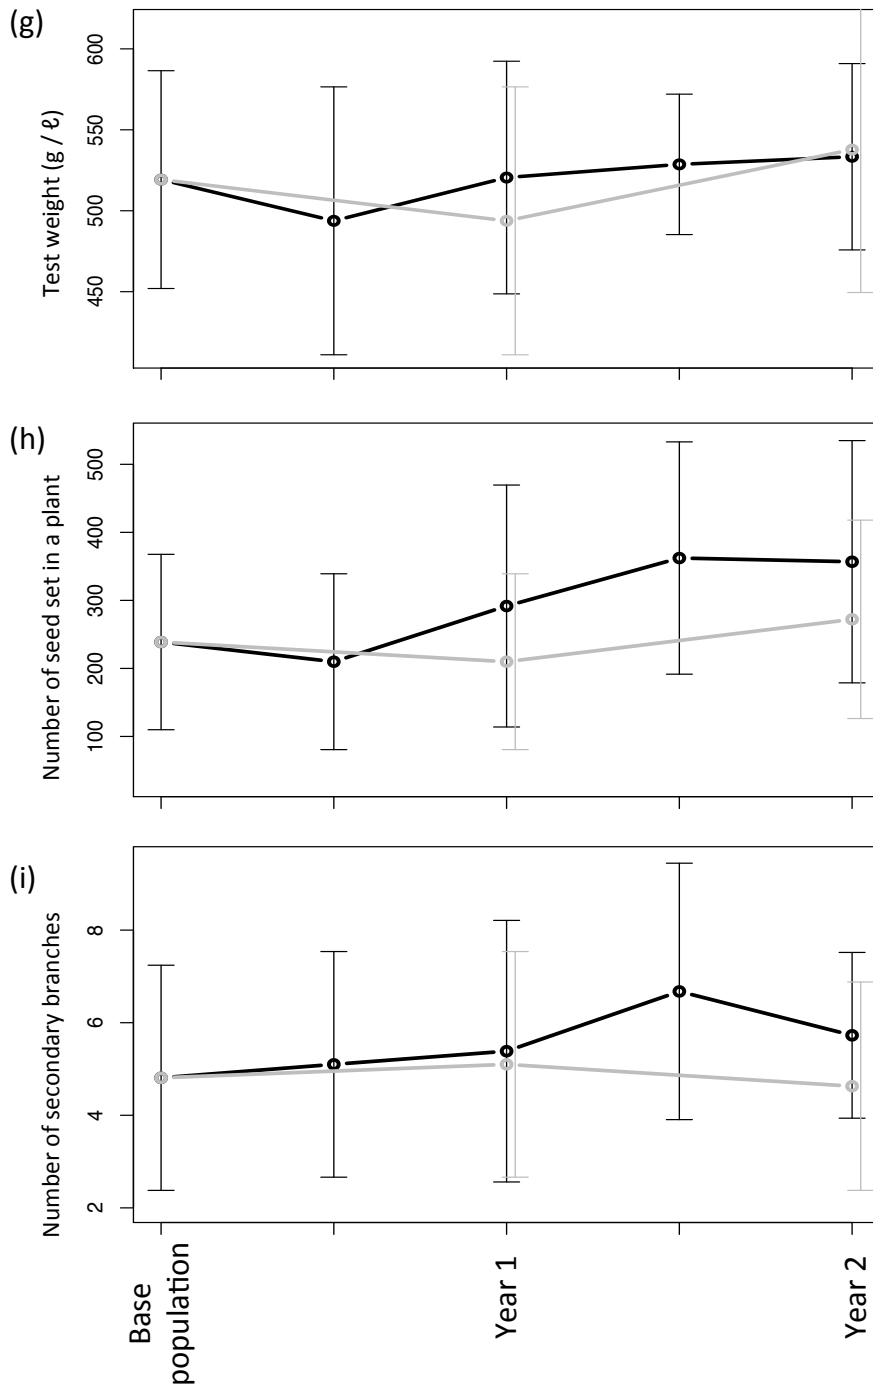 (g)
Test weight (g / ℓ)
600
550
500
450
(h)
Number of seed set in a plant
500
400
300
200
100
(i)
Number of secondary branches
8
6
4
2
Base
population
Year 1
Year 2